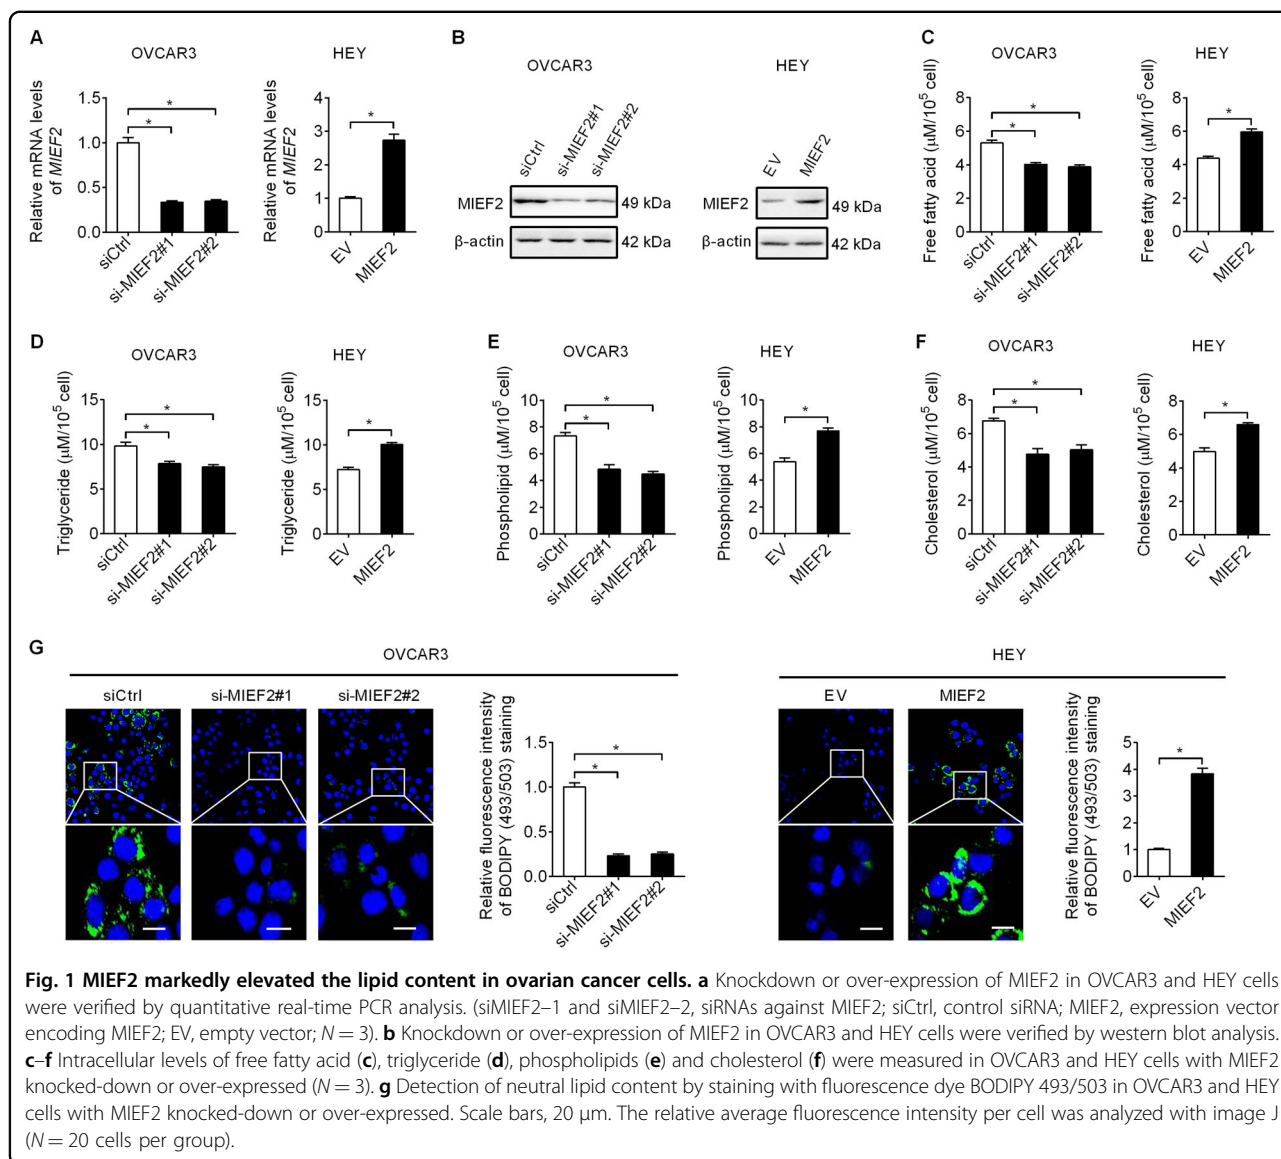 A
OVCAR3
Relative mRNA levels
of MIEF2
1.5
1.0
0.5
0.0
*
*
siCtrl
si-MIEF2#1
si-MIEF2#2
HEY
Relative mRNA levels
of MIEF2
4
3
2
1
0
*
EV
MIEF2
B
OVCAR3
siCtrl
si-MIEF2#1
si-MIEF2#2
MIEF2
49 kDa
β-actin
42 kDa
HEY
EV
MIEF2
MIEF2
49 kDa
β-actin
42 kDa
C
OVCAR3
Free fatty acid (μM/10⁵ cell)
8
6
4
2
0
*
*
siCtrl
si-MIEF2#1
si-MIEF2#2
HEY
Free fatty acid (μM/10⁵ cell)
8
6
4
2
0
*
EV
MIEF2
D
OVCAR3
Triglyceride (μM/10⁵ cell)
15
10
5
0
*
*
siCtrl
si-MIEF2#1
si-MIEF2#2
HEY
Triglyceride (μM/10⁵ cell)
15
10
5
0
*
EV
MIEF2
E
OVCAR3
Phospholipid (μM/10⁵ cell)
10
8
6
4
2
0
*
*
siCtrl
si-MIEF2#1
si-MIEF2#2
HEY
Phospholipid (μM/10⁵ cell)
10
8
6
4
2
0
*
EV
MIEF2
F
OVCAR3
Cholesterol (μM/10⁵ cell)
8
6
4
2
0
*
*
siCtrl
si-MIEF2#1
si-MIEF2#2
HEY
Cholesterol (μM/10⁵ cell)
8
6
4
2
0
*
EV
MIEF2
G
OVCAR3
siCtrl
si-MIEF2#1
si-MIEF2#2
Relative fluorescence intensity
of BODIPY (493/503) staining
1.5
1.0
0.5
0.0
*
*
siCtrl
si-MIEF2#1
si-MIEF2#2
HEY
EV
MIEF2
Relative fluorescence intensity
of BODIPY (493/503) staining
5
4
3
2
1
0
*
EV
MIEF2
Fig. 1 MIEF2 markedly elevated the lipid content in ovarian cancer cells. a Knockdown or over-expression of MIEF2 in OVCAR3 and HEY cells
were verified by quantitative real-time PCR analysis. (siMIEF2–1 and siMIEF2–2, siRNAs against MIEF2; siCtrl, control siRNA; MIEF2, expression vector
encoding MIEF2; EV, empty vector; N = 3). b Knockdown or over-expression of MIEF2 in OVCAR3 and HEY cells were verified by western blot analysis.
c–f Intracellular levels of free fatty acid (c), triglyceride (d), phospholipids (e) and cholesterol (f) were measured in OVCAR3 and HEY cells with MIEF2
knocked-down or over-expressed (N = 3). g Detection of neutral lipid content by staining with fluorescence dye BODIPY 493/503 in OVCAR3 and HEY
cells with MIEF2 knocked-down or over-expressed. Scale bars, 20 μm. The relative average fluorescence intensity per cell was analyzed with image J
(N = 20 cells per group).